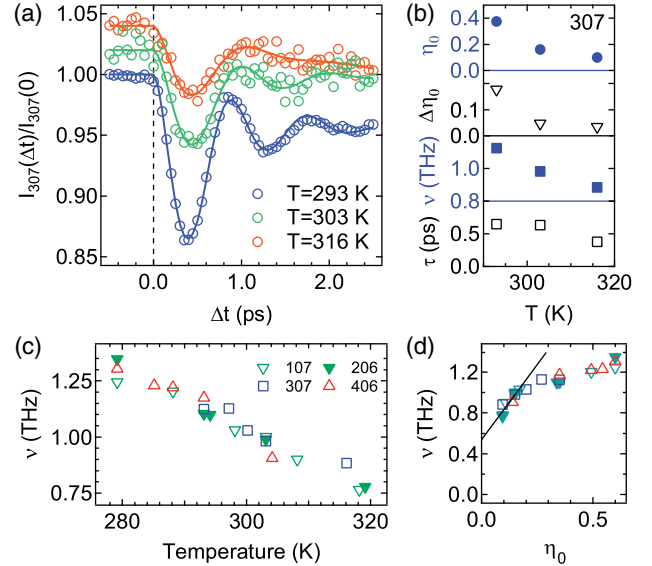 (a)
I307(Δt)/I307(0)
1.05
1.00
0.95
0.90
0.85
T=293 K
T=303 K
T=316 K
0.0
1.0
2.0
Δt (ps)
(b)
307
η0
0.4
0.2
0.0
Δη0
0.1
0.0
ν (THz)
1.0
0.8
τ (ps)
0.5
0.0
300
320
T (K)
(c)
ν (THz)
1.25
1.00
0.75
107
206
307
406
280
300
320
Temperature (K)
(d)
ν (THz)
1.6
1.2
0.8
0.4
0.0
0.0
0.5
η0